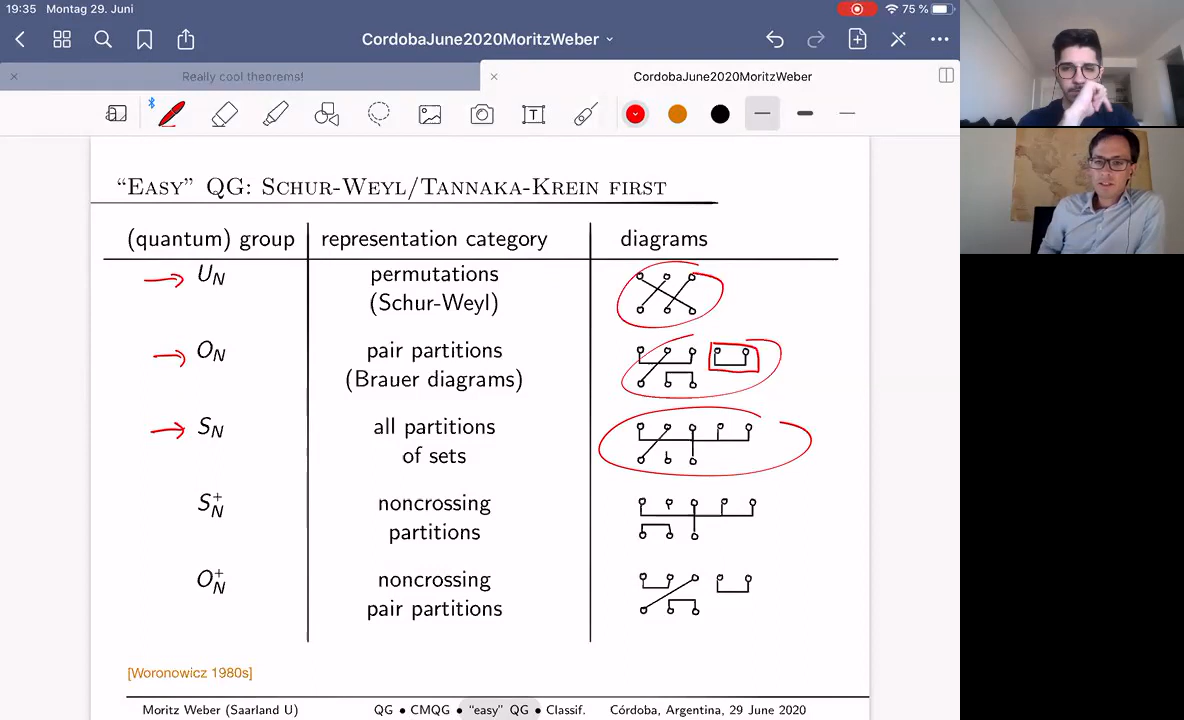 19:35 Montag 29. Juni
75 %
CordobaJune2020MoritzWeber
Really cool theorems!
CordobaJune2020MoritzWeber
T
“EASY” QG: SCHUR-WEYL/TANNAKA-KREIN FIRST
(quantum) group representation category diagrams
U_N permutations
(Schur-Weyl)
O_N pair partitions
(Brauer diagrams)
S_N all partitions
of sets
S_N^+ noncrossing
partitions
O_N^+ noncrossing
pair partitions
[Woronowicz 1980s]
Moritz Weber (Saarland U) QG • CMQG • “easy” QG • Classif. Córdoba, Argentina, 29 June 2020